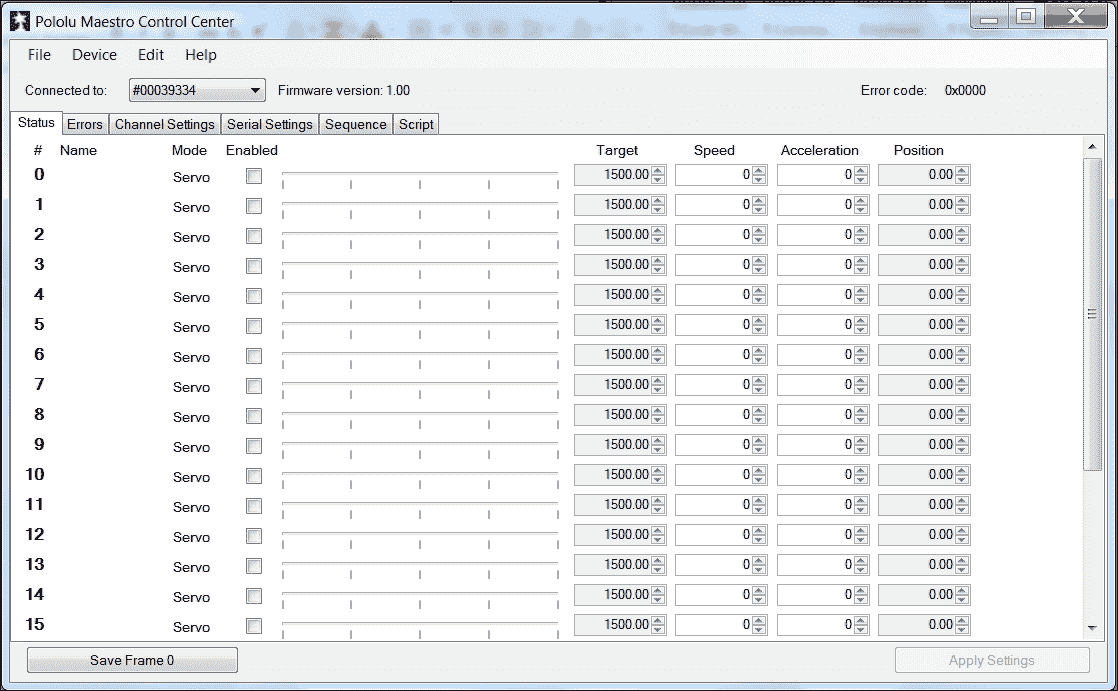 Pololu Maestro Control Center
File Device Edit Help
Connected to: #00039334 Firmware version: 1.00 Error code: 0x0000
Status Errors Channel Settings Serial Settings Sequence Script
# Name Mode Enabled Target Speed Acceleration Position
0 Servo 1500.00 0 0 0.00
1 Servo 1500.00 0 0 0.00
2 Servo 1500.00 0 0 0.00
3 Servo 1500.00 0 0 0.00
4 Servo 1500.00 0 0 0.00
5 Servo 1500.00 0 0 0.00
6 Servo 1500.00 0 0 0.00
7 Servo 1500.00 0 0 0.00
8 Servo 1500.00 0 0 0.00
9 Servo 1500.00 0 0 0.00
10 Servo 1500.00 0 0 0.00
11 Servo 1500.00 0 0 0.00
12 Servo 1500.00 0 0 0.00
13 Servo 1500.00 0 0 0.00
14 Servo 1500.00 0 0 0.00
15 Servo 1500.00 0 0 0.00
Save Frame 0 Apply Settings